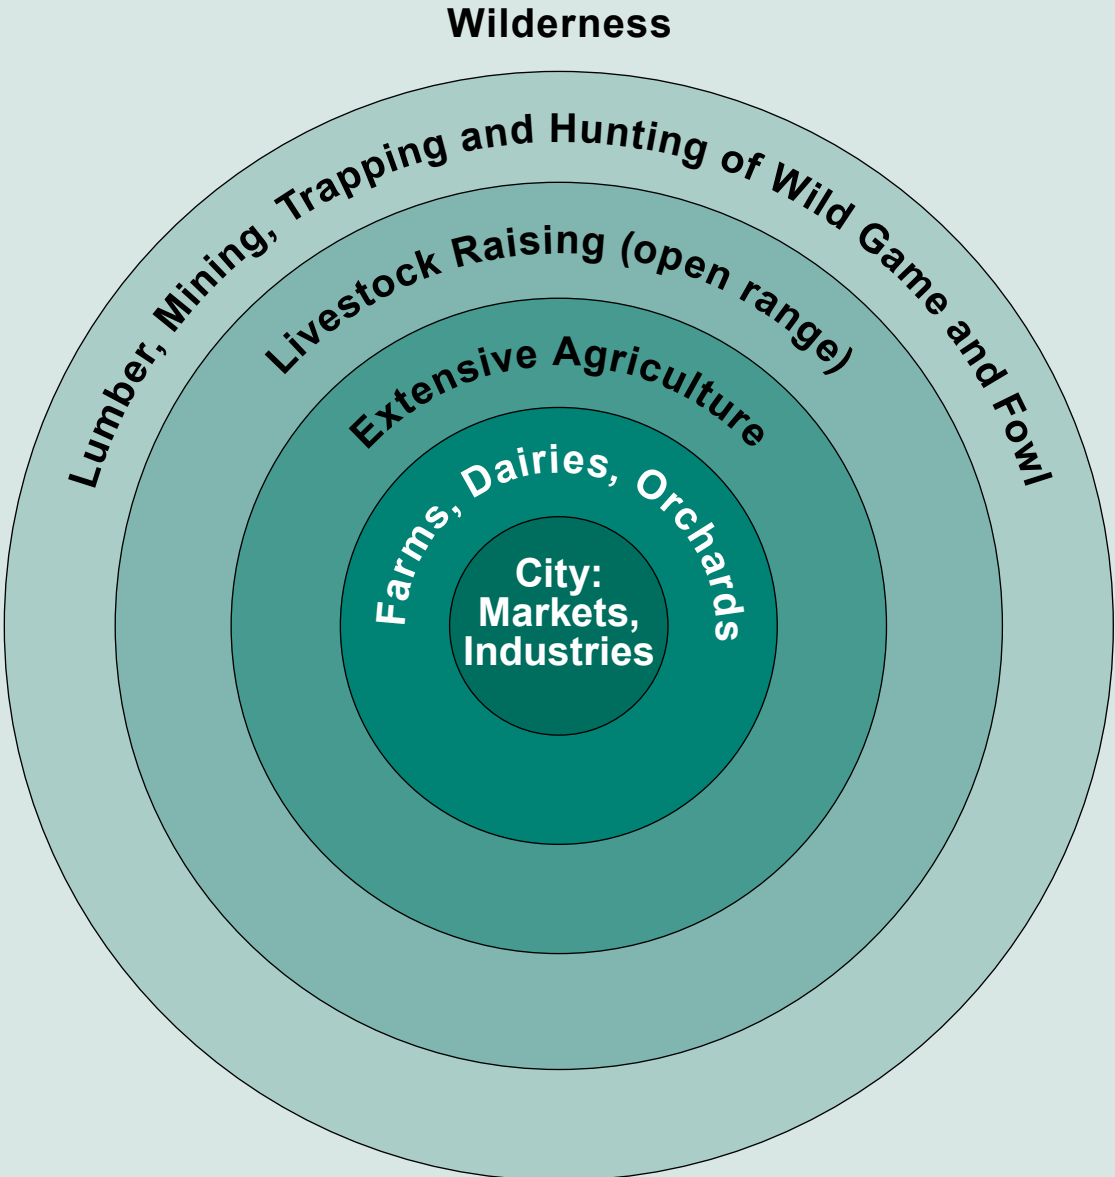 Wilderness
Lumber, Mining, Trapping and Hunting of Wild Game and Fowl
Livestock Raising (open range)
Extensive Agriculture
Farms, Dairies, Orchards
City:
Markets,
Industries